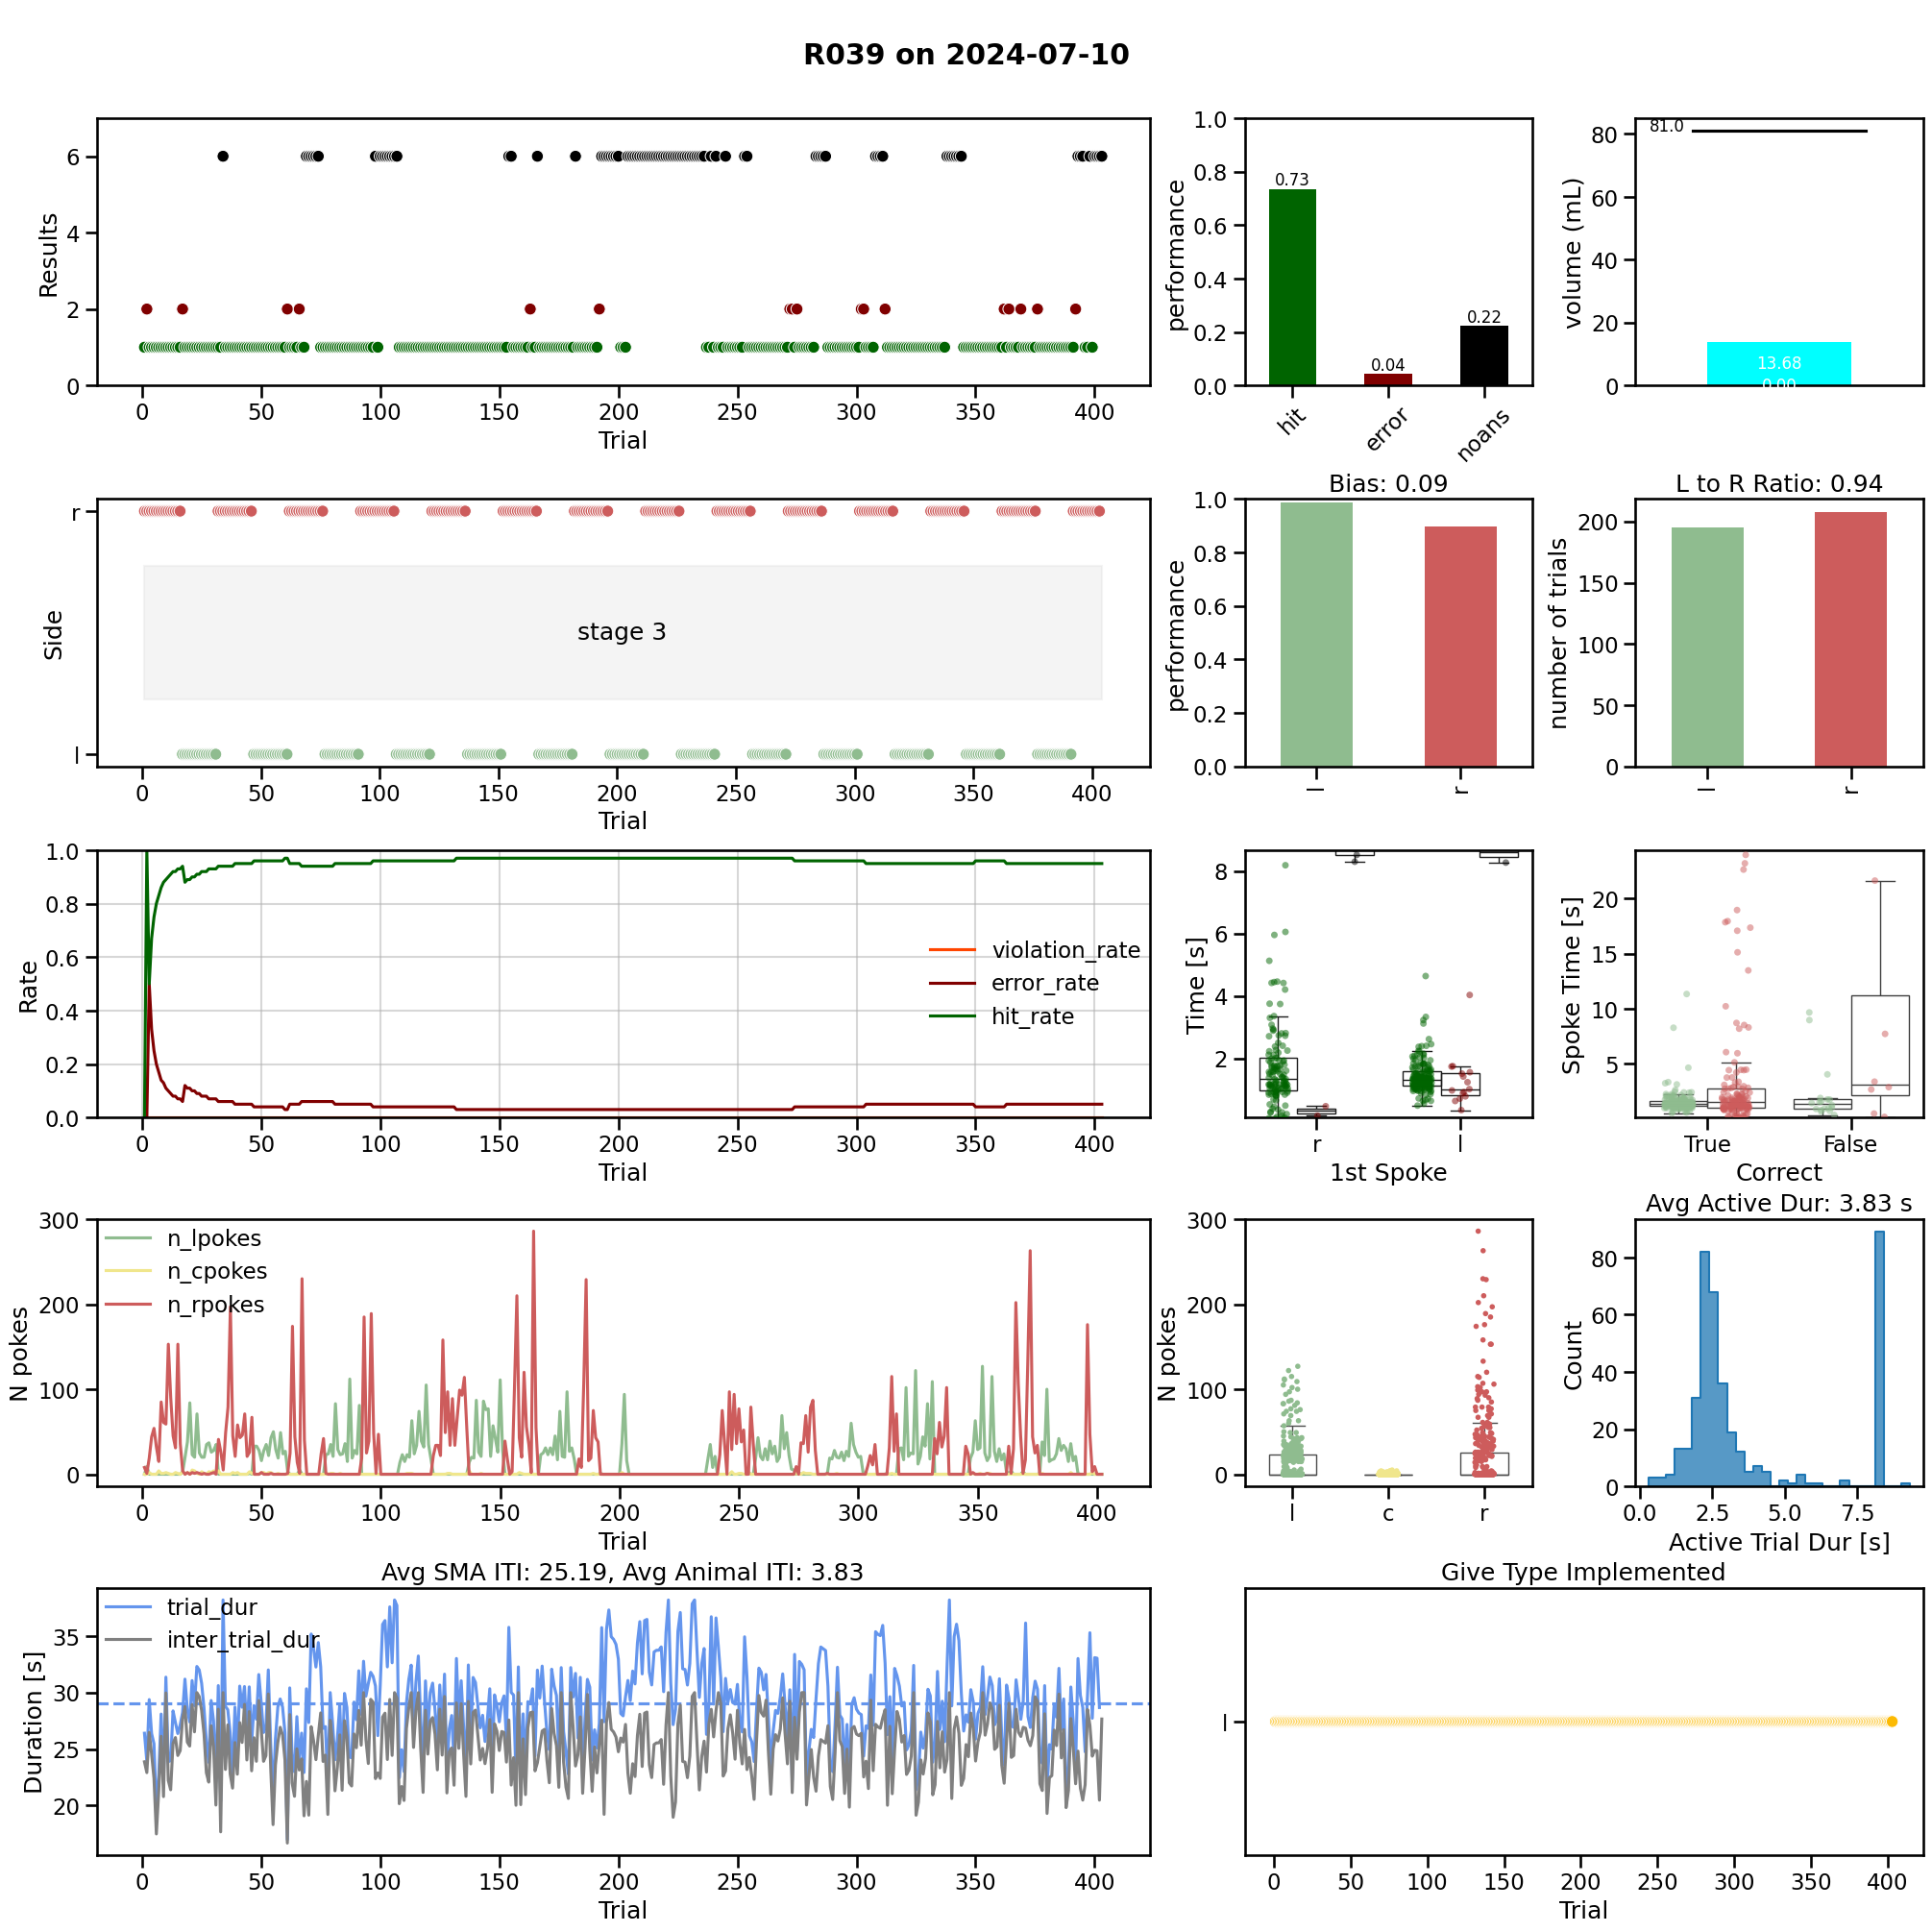 R039 on 2024-07-10
Results
6
4
2
0
0 50 100 150 200 250 300 350 400
Trial
performance
1.0
0.8
0.6
0.4
0.2
0.0
0.73
0.04
0.22
hit error noans
volume (mL)
80
60
40
20
0
81.0
13.68
0.00
Side
r
l
stage 3
0 50 100 150 200 250 300 350 400
Trial
Bias: 0.09
performance
1.0
0.8
0.6
0.4
0.2
0.0
l r
L to R Ratio: 0.94
number of trials
200
150
100
50
0
l r
Rate
1.0
0.8
0.6
0.4
0.2
0.0
violation_rate
error_rate
hit_rate
0 50 100 150 200 250 300 350 400
Trial
Time [s]
8
6
4
2
r l
1st Spoke
Spoke Time [s]
20
15
10
5
True False
Correct
N pokes
300
200
100
0
n_lpokes
n_cpokes
n_rpokes
0 50 100 150 200 250 300 350 400
Trial
N pokes
300
200
100
0
l c r
Avg Active Dur: 3.83 s
Count
80
60
40
20
0
0.0 2.5 5.0 7.5
Active Trial Dur [s]
Avg SMA ITI: 25.19, Avg Animal ITI: 3.83
Duration [s]
35
30
25
20
trial_dur
inter_trial_dur
0 50 100 150 200 250 300 350 400
Trial
Give Type Implemented
l
0 50 100 150 200 250 300 350 400
Trial